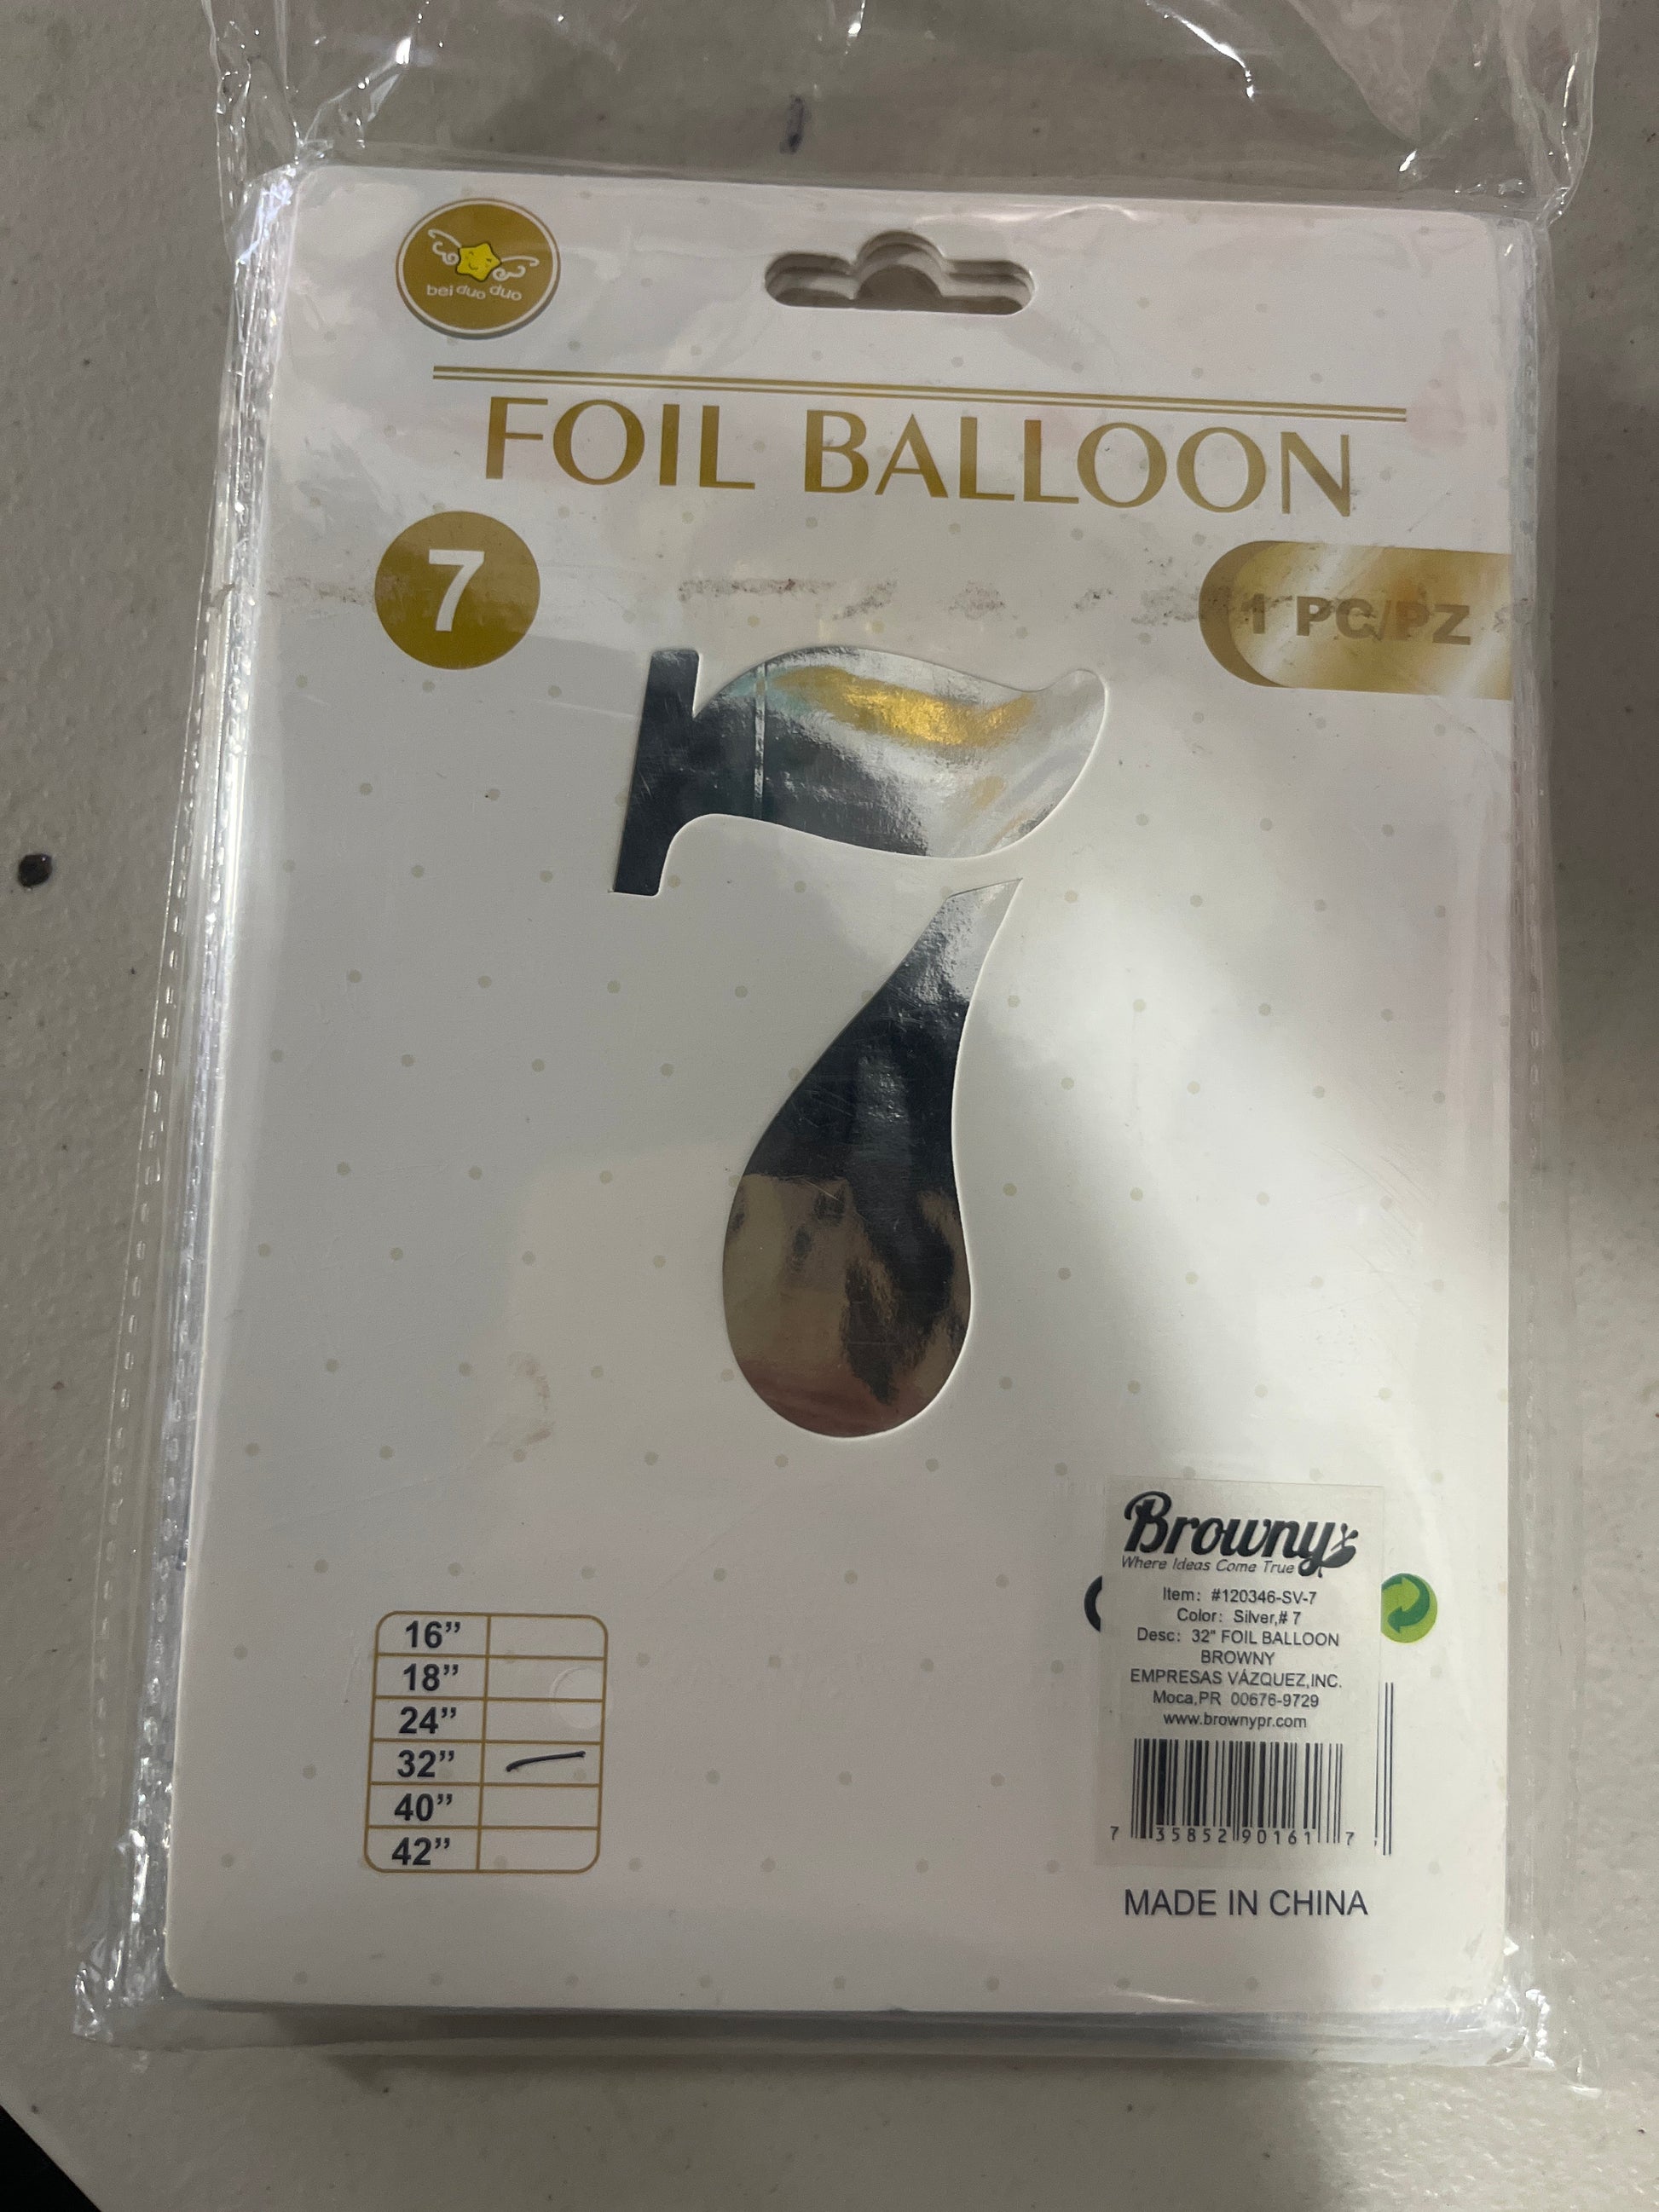 bei duo duo
FOIL BALLOON
7
1 PC/PZ
Browny
Where Ideas Come True
Item: #120346-SV-7
Color: Silver,# 7
Desc: 32" FOIL BALLOON
BROWNY
EMPRESAS VÁZQUEZ,INC.
Moca,PR 00676-9729
www.brownypr.com
7 35852 90161 7
16”
18”
24”
32”
40”
42”
MADE IN CHINA